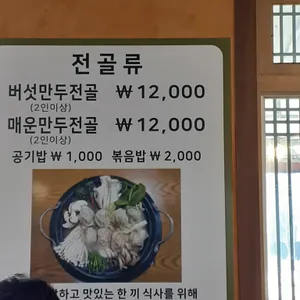 전골류
버섯만두전골 ₩12,000
(2인이상)
매운만두전골 ₩12,000
(2인이상)
공기밥 ₩1,000 볶음밥 ₩2,000
하고 맛있는 한 끼 식사를 위해